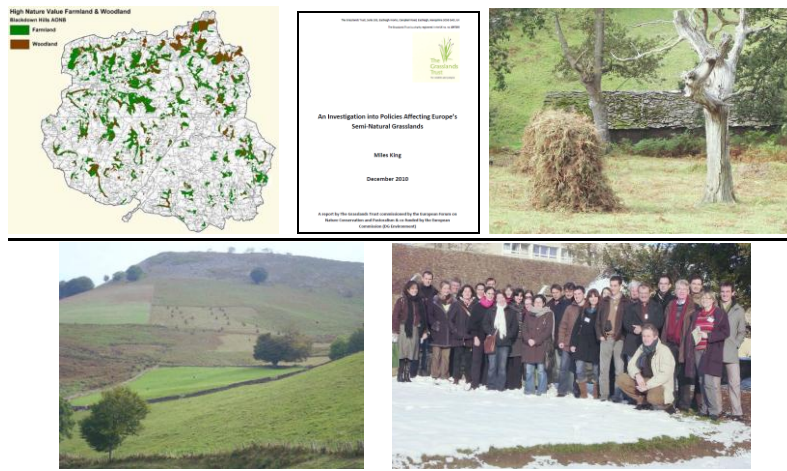 High Nature Value Farmland & Woodland
Blackdown Hills AONB
Farmland
Woodland
The
Grasslands
Trust
An Investigation into Policies Affecting Europe's
Semi-Natural Grasslands
Miles King
December 2010
A report by The Grasslands Trust commissioned by the European Forum on
Nature Conservation and Pastoralism & co funded by the European
Commission (DG Environment)